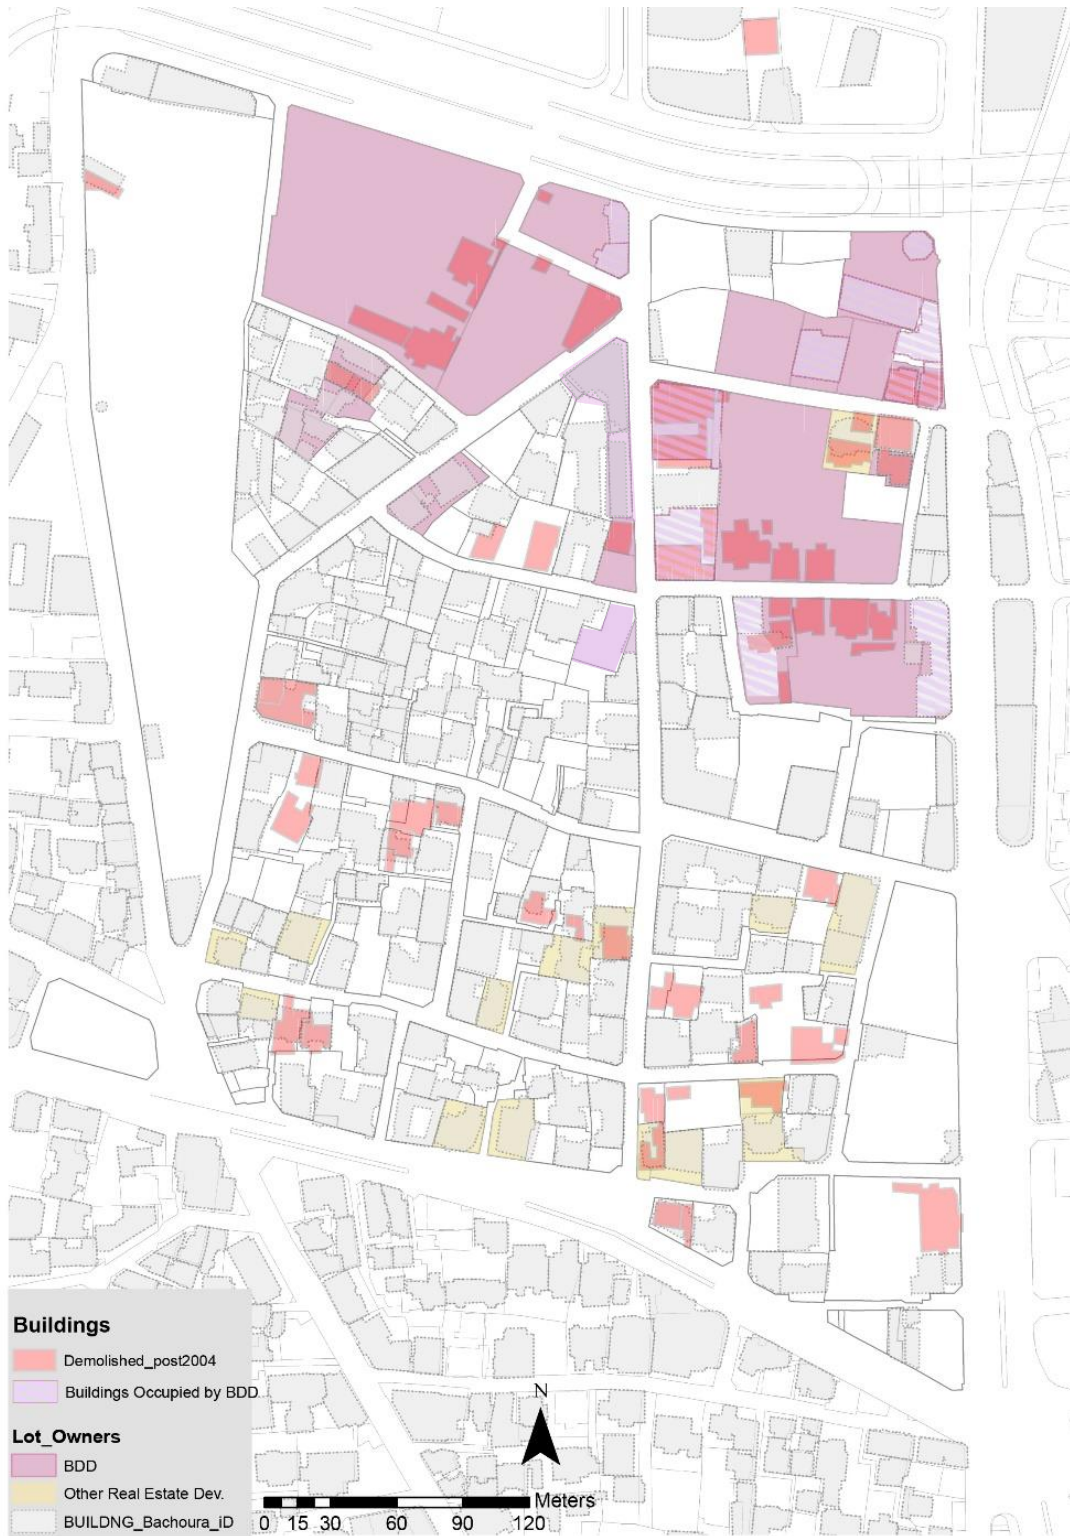 Buildings
Demolished_post2004
Buildings Occupied by BDD
Lot_Owners
BDD
Other Real Estate Dev.
BUILDNG_Bachoura_iD
N
Meters
0 15 30 60 90 120